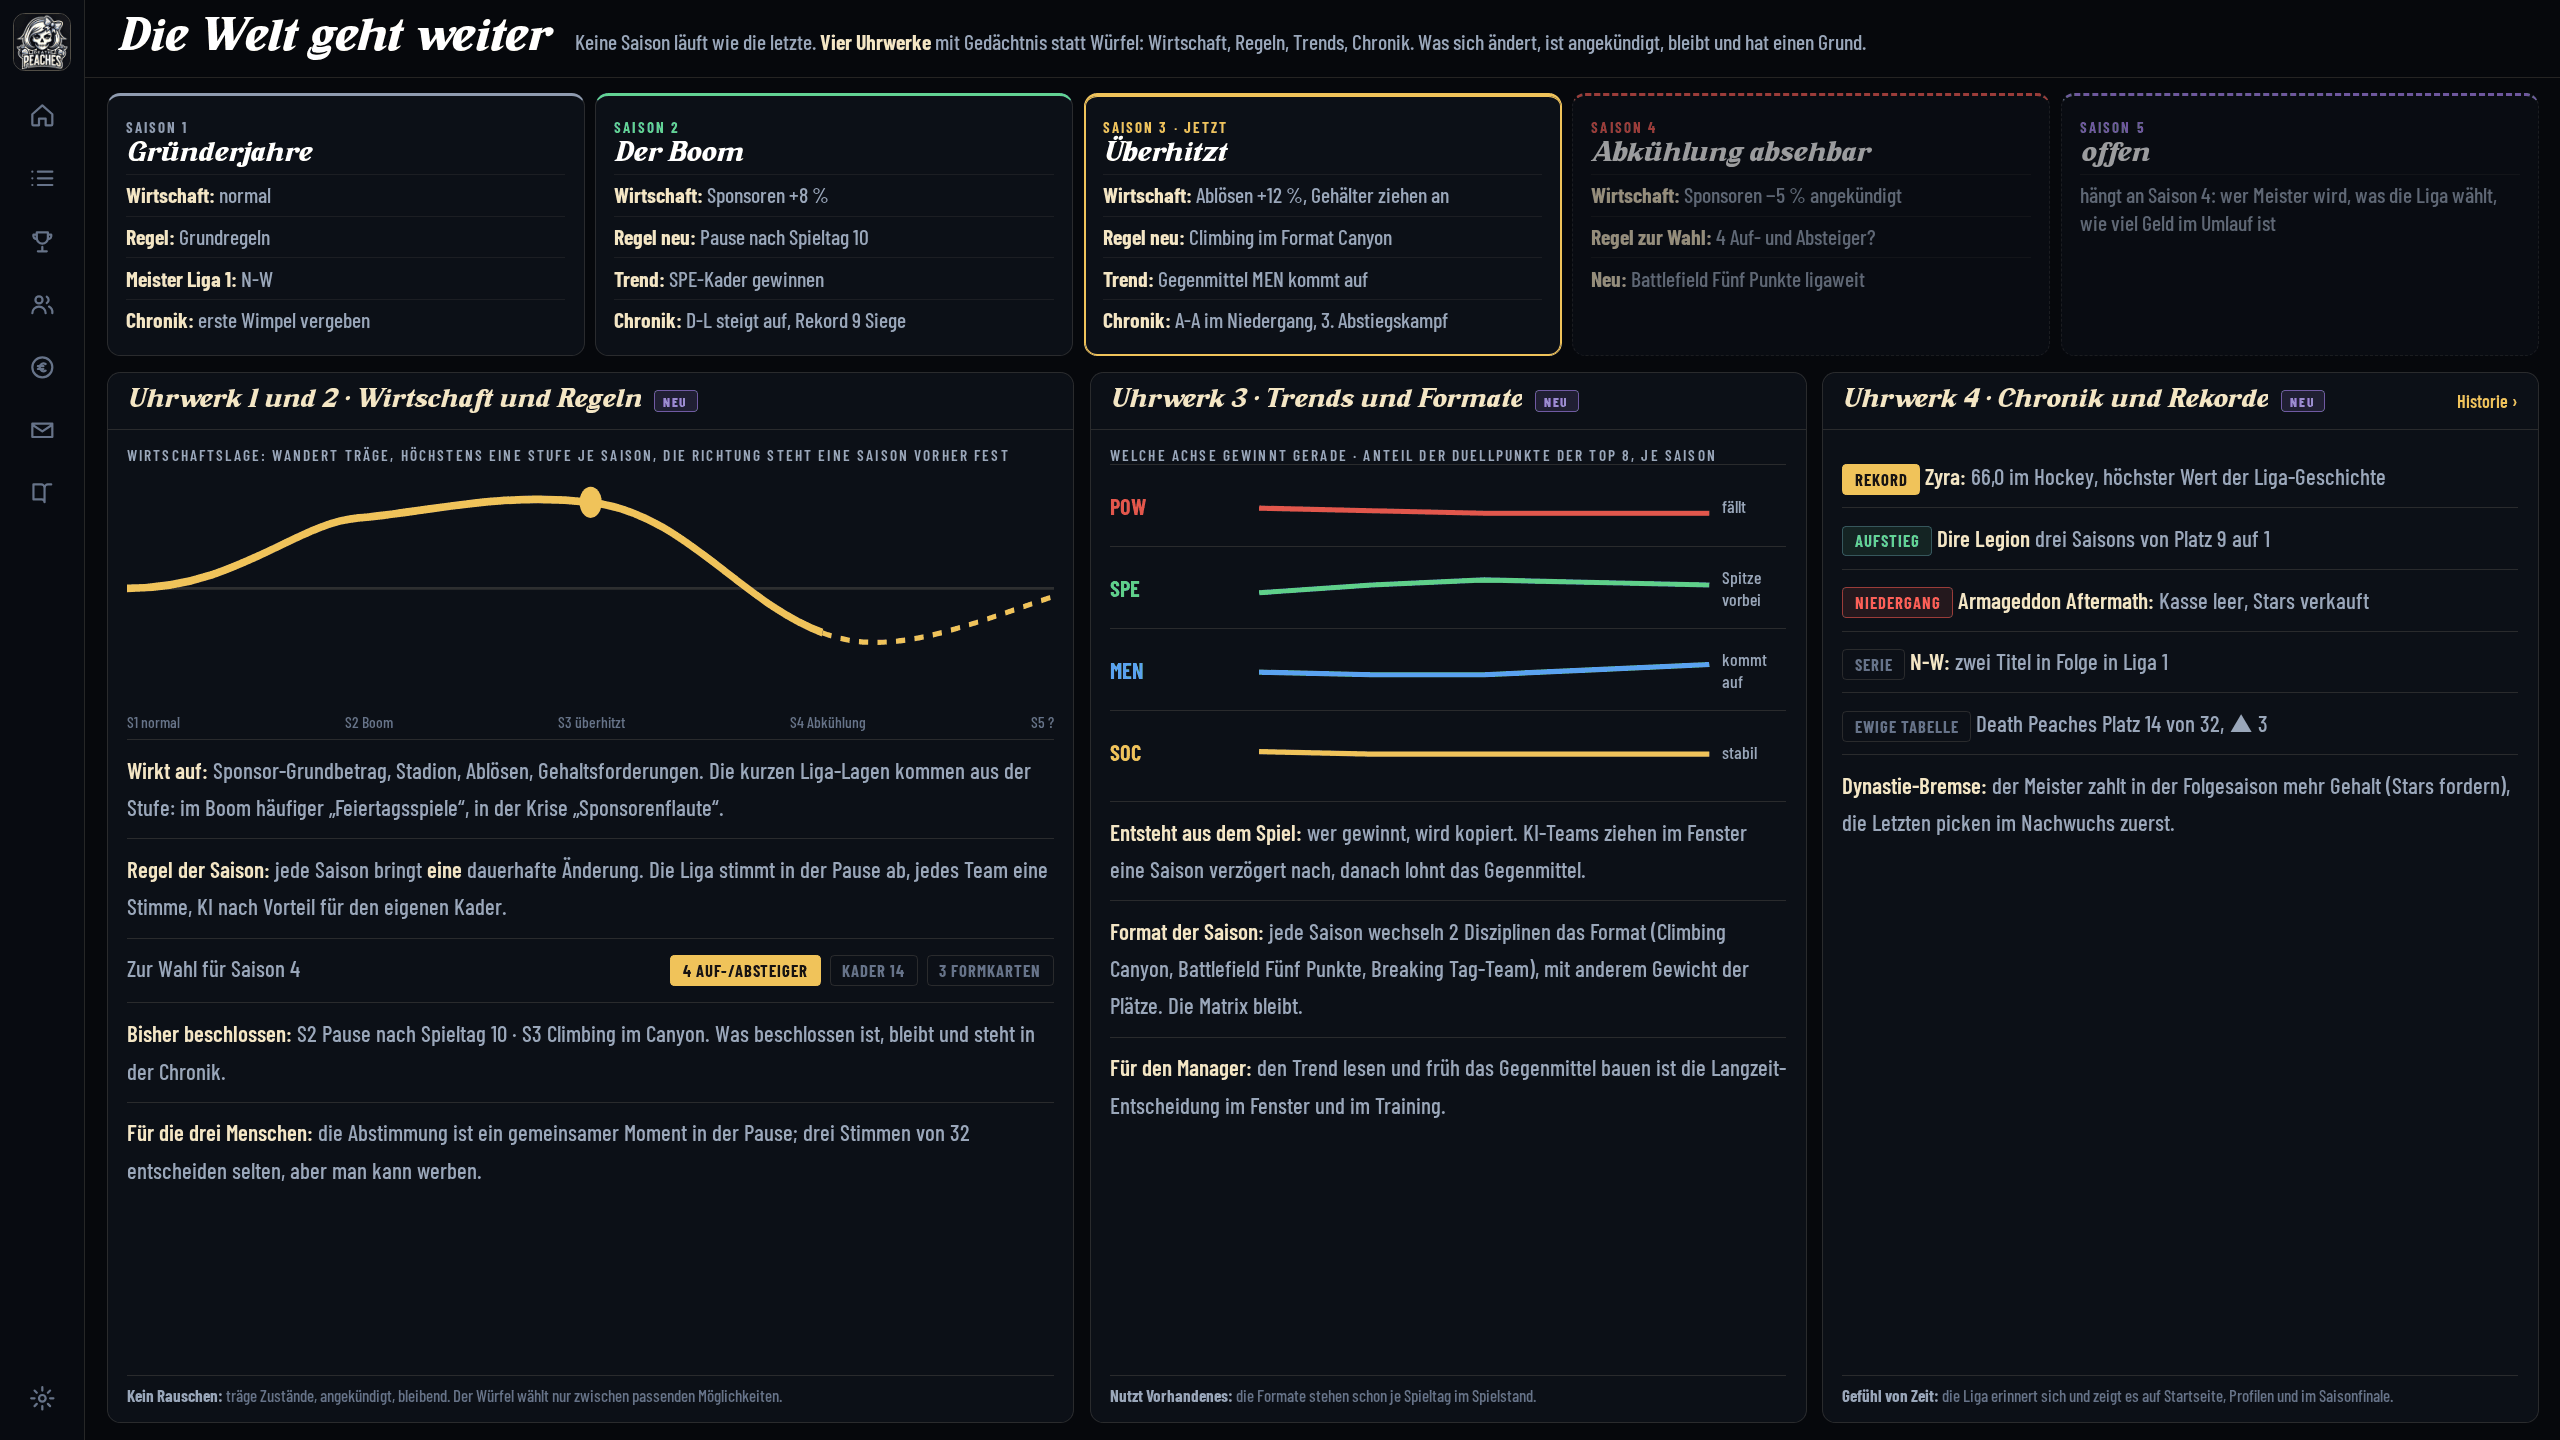 PEACHES
Die Welt geht weiter
Keine Saison läuft wie die letzte. Vier Uhrwerke mit Gedächtnis statt Würfel: Wirtschaft, Regeln, Trends, Chronik. Was sich ändert, ist angekündigt, bleibt und hat einen Grund.
SAISON 1
Gründerjahre
Wirtschaft: normal
Regel: Grundregeln
Meister Liga 1: N-W
Chronik: erste Wimpel vergeben
SAISON 2
Der Boom
Wirtschaft: Sponsoren +8 %
Regel neu: Pause nach Spieltag 10
Trend: SPE-Kader gewinnen
Chronik: D-L steigt auf, Rekord 9 Siege
SAISON 3 · JETZT
Überhitzt
Wirtschaft: Ablösen +12 %, Gehälter ziehen an
Regel neu: Climbing im Format Canyon
Trend: Gegenmittel MEN kommt auf
Chronik: A-A im Niedergang, 3. Abstiegskampf
SAISON 4
Abkühlung absehbar
Wirtschaft: Sponsoren −5 % angekündigt
Regel zur Wahl: 4 Auf- und Absteiger?
Neu: Battlefield Fünf Punkte ligaweit
SAISON 5
offen
hängt an Saison 4: wer Meister wird, was die Liga wählt,
wie viel Geld im Umlauf ist
Uhrwerk 1 und 2 · Wirtschaft und Regeln NEU
WIRTSCHAFTSLAGE: WANDERT TRÄGE, HÖCHSTENS EINE STUFE JE SAISON, DIE RICHTUNG STEHT EINE SAISON VORHER FEST
S1 normal S2 Boom S3 überhitzt S4 Abkühlung S5 ?
Wirkt auf: Sponsor-Grundbetrag, Stadion, Ablösen, Gehaltsforderungen. Die kurzen Liga-Lagen kommen aus der
Stufe: im Boom häufiger „Feiertagsspiele“, in der Krise „Sponsorenflaute“.
Regel der Saison: jede Saison bringt eine dauerhafte Änderung. Die Liga stimmt in der Pause ab, jedes Team eine
Stimme, KI nach Vorteil für den eigenen Kader.
Zur Wahl für Saison 4 4 AUF-/ABSTEIGER KADER 14 3 FORMKARTEN
Bisher beschlossen: S2 Pause nach Spieltag 10 · S3 Climbing im Canyon. Was beschlossen ist, bleibt und steht in
der Chronik.
Für die drei Menschen: die Abstimmung ist ein gemeinsamer Moment in der Pause; drei Stimmen von 32
entscheiden selten, aber man kann werben.
Kein Rauschen: träge Zustände, angekündigt, bleibend. Der Würfel wählt nur zwischen passenden Möglichkeiten.
Uhrwerk 3 · Trends und Formate NEU
WELCHE ACHSE GEWINNT GERADE · ANTEIL DER DUELLPUNKTE DER TOP 8, JE SAISON
POW fällt
SPE Spitze
vorbei
MEN kommt
auf
SOC stabil
Entsteht aus dem Spiel: wer gewinnt, wird kopiert. KI-Teams ziehen im Fenster
eine Saison verzögert nach, danach lohnt das Gegenmittel.
Format der Saison: jede Saison wechseln 2 Disziplinen das Format (Climbing
Canyon, Battlefield Fünf Punkte, Breaking Tag-Team), mit anderem Gewicht der
Plätze. Die Matrix bleibt.
Für den Manager: den Trend lesen und früh das Gegenmittel bauen ist die Langzeit-
Entscheidung im Fenster und im Training.
Nutzt Vorhandenes: die Formate stehen schon je Spieltag im Spielstand.
Uhrwerk 4 · Chronik und Rekorde NEU
Historie ›
REKORD Zyra: 66,0 im Hockey, höchster Wert der Liga-Geschichte
AUFSTIEG Dire Legion drei Saisons von Platz 9 auf 1
NIEDERGANG Armageddon Aftermath: Kasse leer, Stars verkauft
SERIE N-W: zwei Titel in Folge in Liga 1
EWIGE TABELLE Death Peaches Platz 14 von 32, ▲ 3
Dynastie-Bremse: der Meister zahlt in der Folgesaison mehr Gehalt (Stars fordern),
die Letzten picken im Nachwuchs zuerst.
Gefühl von Zeit: die Liga erinnert sich und zeigt es auf Startseite, Profilen und im Saisonfinale.